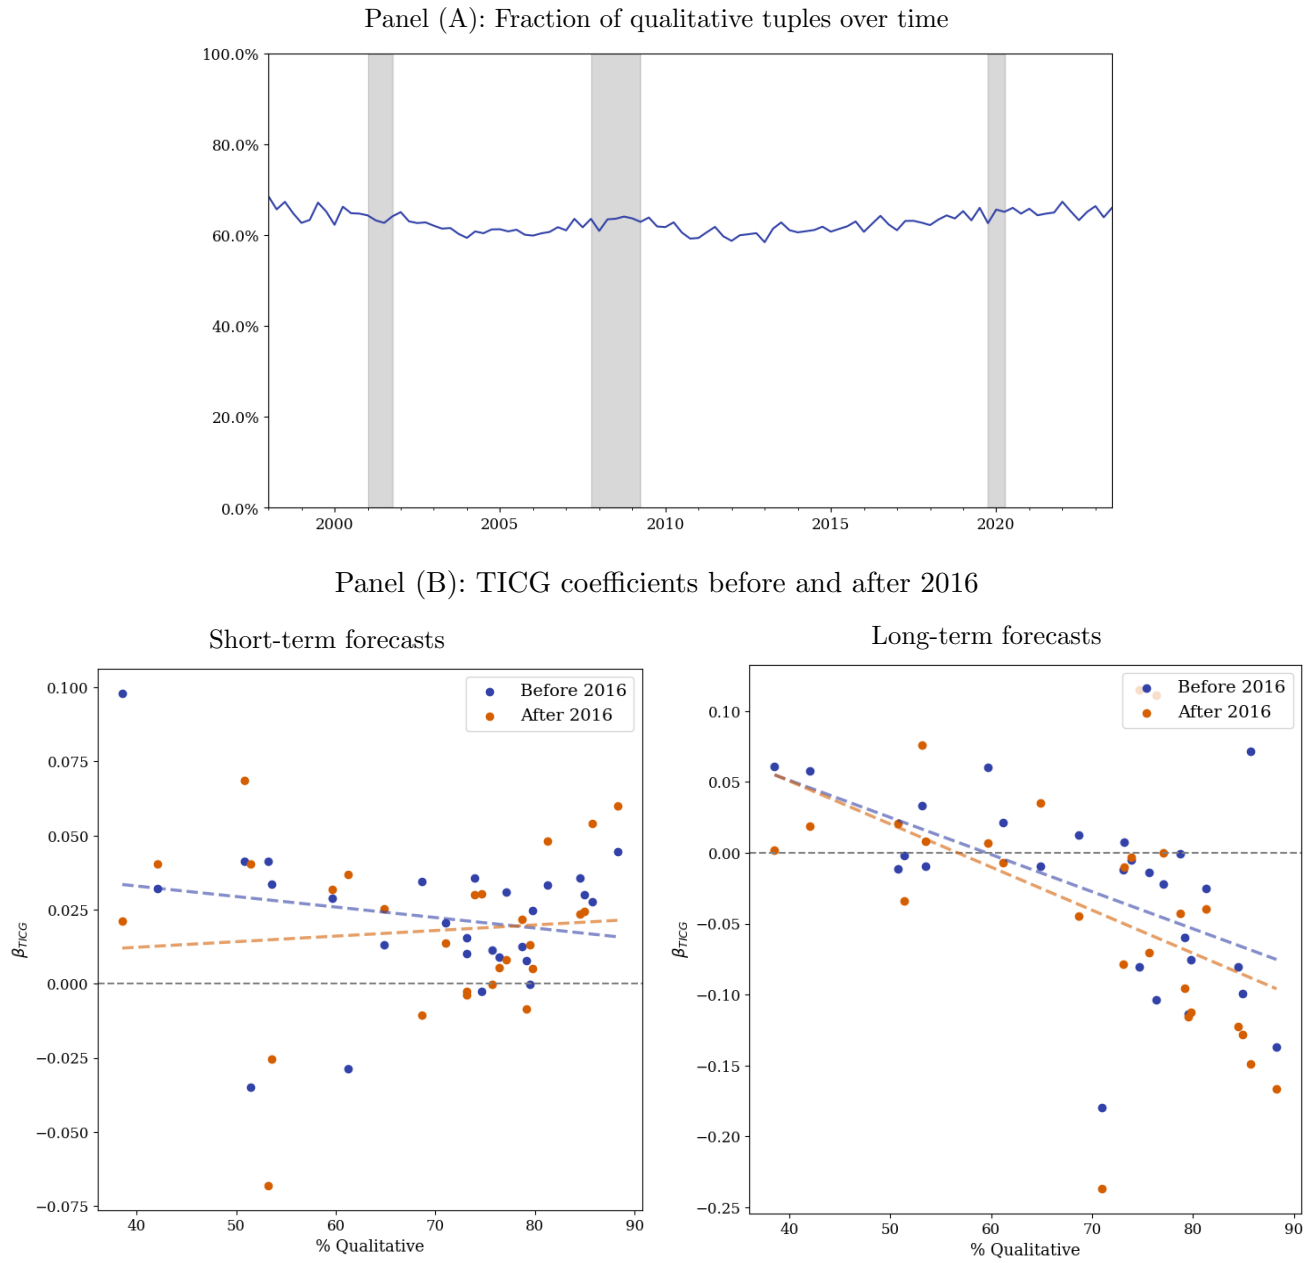 Panel (A): Fraction of qualitative tuples over time
100.0%
80.0%
60.0%
40.0%
20.0%
0.0%
2000 2005 2010 2015 2020
Panel (B): TICG coefficients before and after 2016
Short-term forecasts
0.100
0.075
0.050
0.025
0.000
−0.025
−0.050
−0.075
β_TICG
Before 2016
After 2016
40 50 60 70 80 90
% Qualitative
Long-term forecasts
0.10
0.05
0.00
−0.05
−0.10
−0.15
−0.20
−0.25
β_TICG
Before 2016
After 2016
40 50 60 70 80 90
% Qualitative